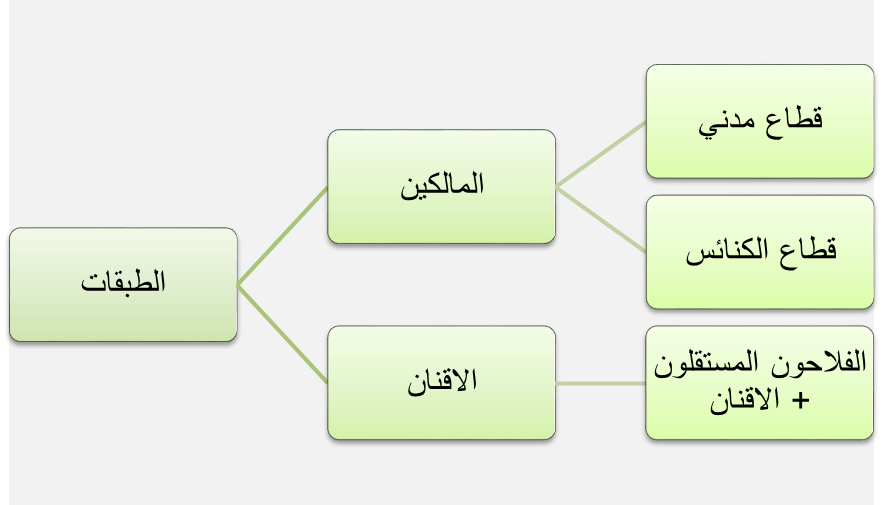 الطبقات
المالكين
قطاع مدني
قطاع الكنائس
الاقنان
الفلاحون المستقلون
+ الاقنان